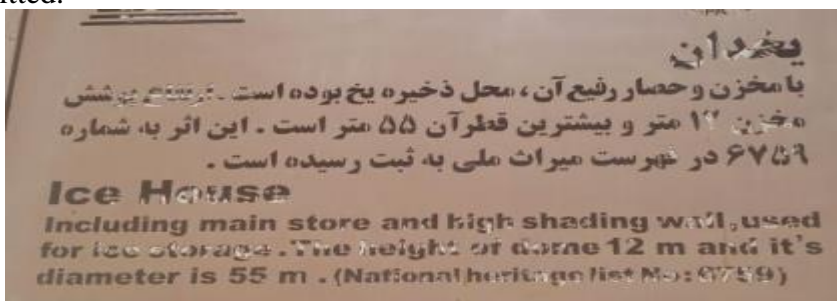 یخدان
با مخزن و حصار رفیع آن ، محل ذخیره یخ بوده است . ارتفاع پوشش
مخزن ۱۲ متر و بیشترین قطر آن ۵۵ متر است . این اثر به شماره
۶۷۵۹ در فهرست میراث ملی به ثبت رسیده است .
Ice House
Including main store and high shading wall,used
for ice storage .The height of dome 12 m and it's
diameter is 55 m . (National heritage list No: 6759)